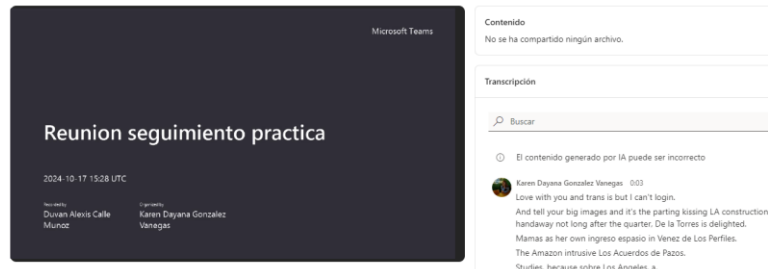 Microsoft Teams
Reunion seguimiento practica
2024-10-17 15:28 UTC
Recorded by
Organized by
Duvan Alexis Calle
Munoz
Karen Dayana Gonzalez
Vanegas
Contenido
No se ha compartido ningún archivo.
Transcripción
Buscar
El contenido generado por IA puede ser incorrecto
Karen Dayana Gonzalez Vanegas 0:03
Love with you and trans is but I can't login.
And tell your big images and it's the parting kissing LA construction
handaway not long after the quarter, De la Torres is delighted.
Mamas as her own ingreso espasio in Venez de Los Perfiles.
The Amazon intrusive Los Acuerdos de Pazos.
Studies, because sobre Los Angeles, a